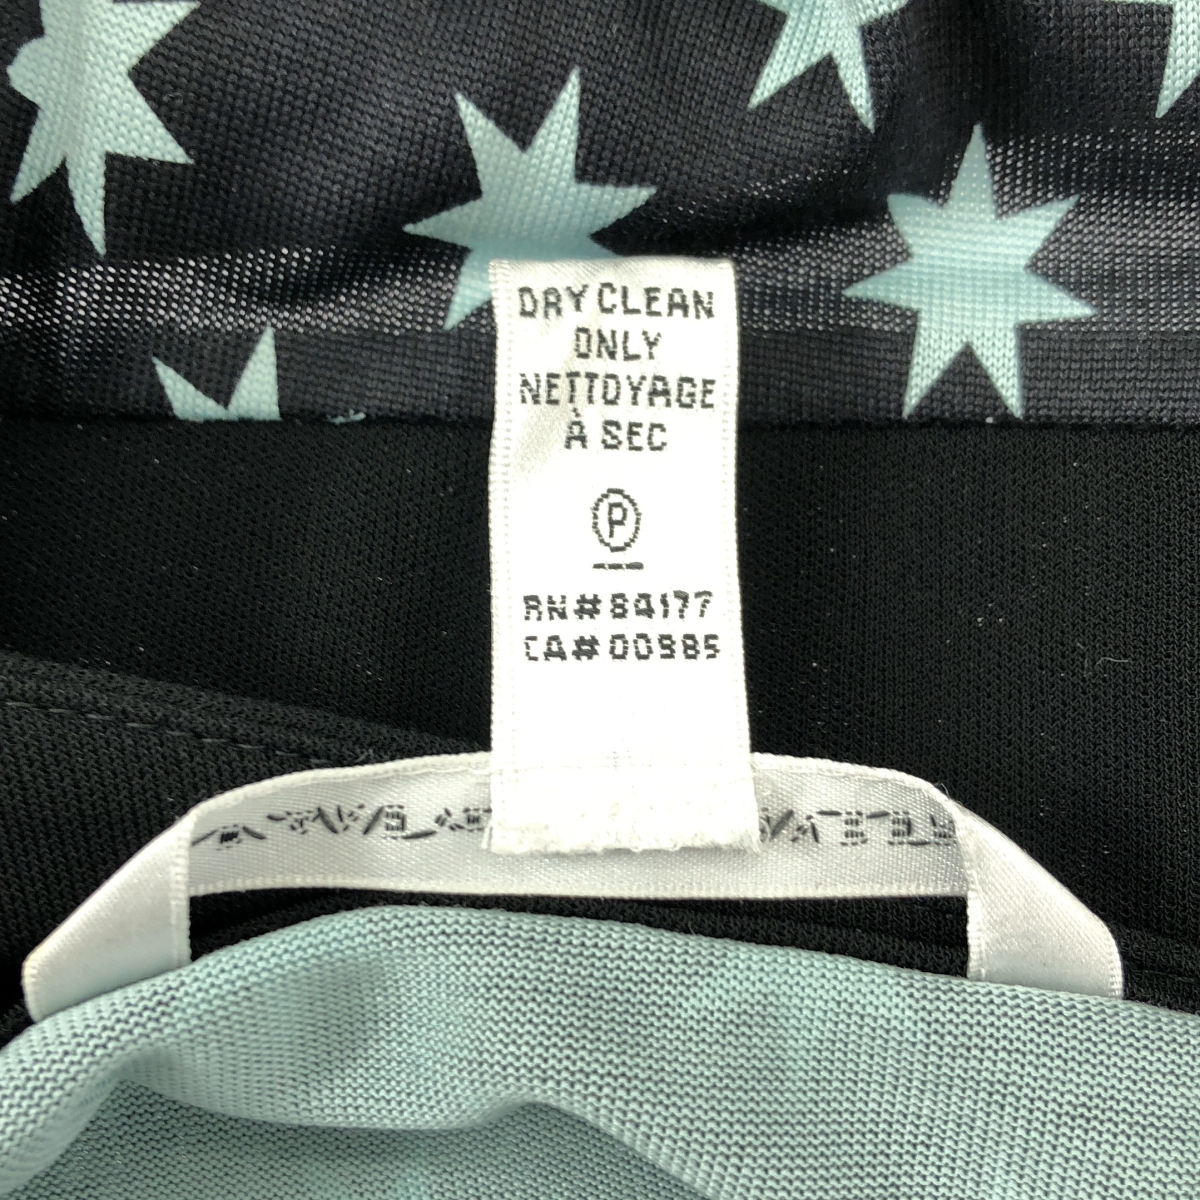 DRY CLEAN
ONLY
NETTOYAGE
À SEC
P
RN# 84177
CA# 00985